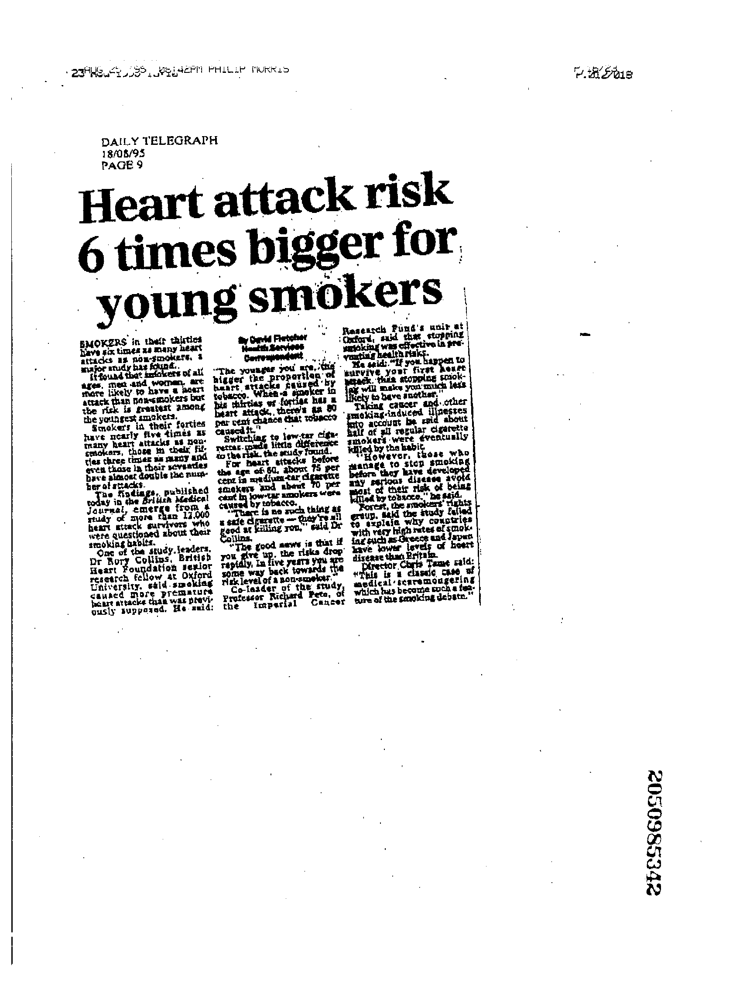 PHILIP MORRIS
DAILY TELEGRAPH
18/08/95
PAGE 9
Heart attack risk
6 times bigger for
young smokers
SMOKERS in their thirties
have six times as many heart
attacks as non-smokers, a
major study has found.
It found that smokers of all
ages, men and women, are
more likely to have a heart
attack than non-smokers but
the risk is greatest among
the youngest smokers.
Smokers in their forties
have nearly five times as
many heart attacks as non-
smokers, those in their fif-
ties three times as many and
even those in their seventies
have almost double the num-
ber of attacks.
The findings, published
today in the British Medical
Journal, emerge from a
study of more than
heart attack survivors who
were questioned about their
smoking habits.
One of the study leaders,
Dr Rory Collins, British
Heart Foundation senior
research fellow at Oxford
University, said smoking
caused more premature
heart attacks than was previ-
ously supposed. He said:
By David Fletcher
Health Services
Correspondent
"The younger you are, the
bigger the proportion of
heart attacks caused by
tobacco. When a smoker in
his thirties or forties has a
heart attack, there's an 80
per cent chance that tobacco
caused it."
Switching to low-tar ciga-
rettes made little difference
to the risk, the study found.
For heart attacks before
the age of 60, about 75 per
cent in medium-tar cigarette
smokers and about 70 per
cent in low-tar smokers were
caused by tobacco.
"There is no such thing as
a safe cigarette — they're all
good at killing you," said Dr
Collins.
"The good news is that if
you give up, the risks drop
rapidly. In five years you are
some way back towards the
risk level of a non-smoker."
Co-leader of the study,
Professor Richard Peto, of
the Imperial Cancer
Research Fund's unit at
Oxford, said that stopping
smoking was effective in pre-
venting health risks.
He said: "If you happen to
survive your first heart
attack, then stopping smok-
ing will make you much less
likely to have another."
Taking cancer and other
smoking-induced illnesses
into account he said about
half of all regular cigarette
smokers were eventually
killed by the habit.
"However, those who
manage to stop smoking
before they have developed
any serious disease avoid
most of their risk of being
killed by tobacco," he said.
Forest, the smokers' rights
group, said the study failed
to explain why countries
with very high rates of smok-
ing such as Greece and Japan
have lower levels of heart
disease than Britain.
Director Chris Tame said:
"This is a classic case of
medical scaremongering
which has become such a fea-
ture of the smoking debate."
2050985342